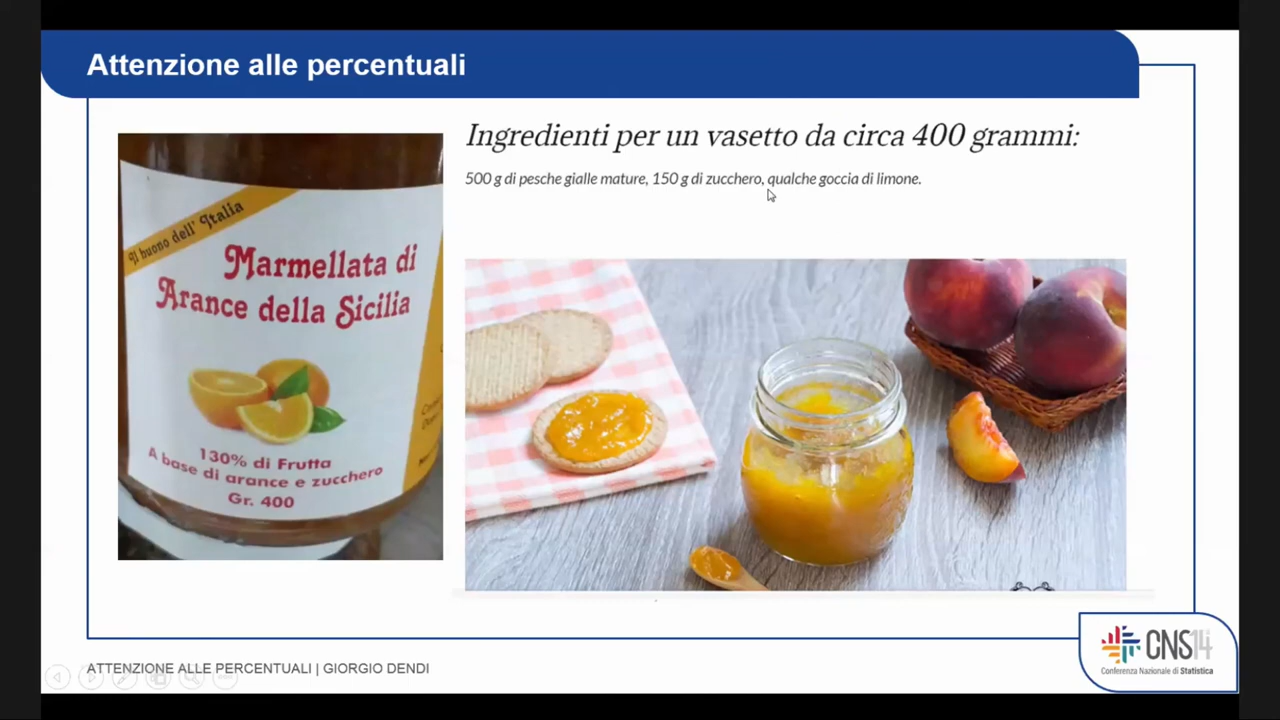 Attenzione alle percentuali
Ingredienti per un vasetto da circa 400 grammi:
500 g di pesche gialle mature, 150 g di zucchero, qualche goccia di limone.
Il buono dell' Italia
Marmellata di
Arance della Sicilia
130% di Frutta
A base di arance e zucchero
Gr. 400
ATTENZIONE ALLE PERCENTUALI | GIORGIO DENDI
CNS14
Conferenza Nazionale di Statistica